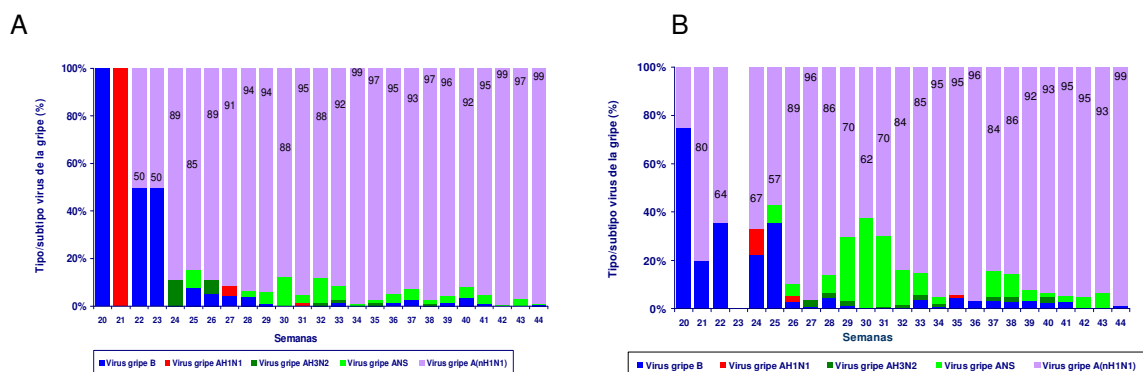 A
B
Tipo/subtipo virus de la gripe (%)
100%
80%
60%
40%
20%
0%
50 50 89 85 89 91 94 94 88 95 88 92 99 97 95 93 97 96 92 95 99 97 99
20 21 22 23 24 25 26 27 28 29 30 31 32 33 34 35 36 37 38 39 40 41 42 43 44
Semanas
Virus gripe B Virus gripe AH1N1 Virus gripe AH3N2 Virus gripe ANS Virus gripe A(nH1N1)
Tipo/subtipo virus de la gripe (%)
100%
80%
60%
40%
20%
0%
80 64 67 57 89 96 86 70 62 70 84 85 95 95 96 84 86 92 93 95 95 93 99
20 21 22 23 24 25 26 27 28 29 30 31 32 33 34 35 36 37 38 39 40 41 42 43 44
Semanas
Virus gripe B Virus gripe AH1N1 Virus gripe AH3N2 Virus gripe ANS Virus gripe A(nH1N1)